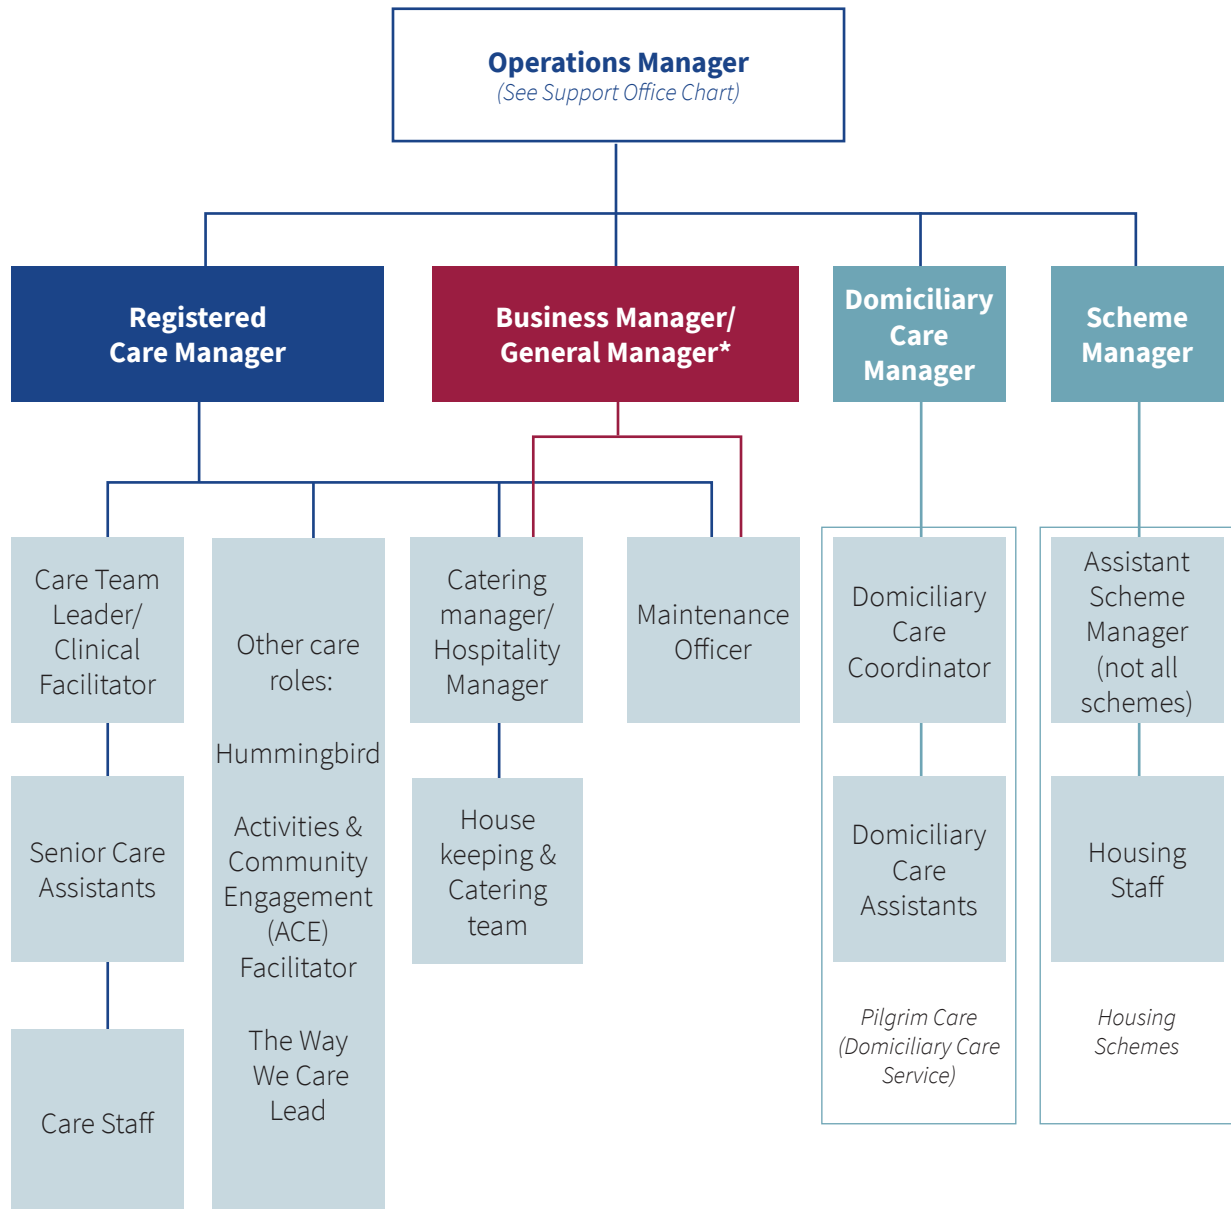 Operations Manager
(See Support Office Chart)
Registered
Care Manager
Business Manager/
General Manager*
Domiciliary
Care
Manager
Scheme
Manager
Care Team
Leader/
Clinical
Facilitator
Other care
roles:
Hummingbird
Activities &
Community
Engagement
(ACE)
Facilitator
The Way
We Care
Lead
Catering
manager/
Hospitality
Manager
Maintenance
Officer
Domiciliary
Care
Coordinator
Assistant
Scheme
Manager
(not all
schemes)
Senior Care
Assistants
House
keeping &
Catering
team
Domiciliary
Care
Assistants
Housing
Staff
Care Staff
Pilgrim Care
(Domiciliary Care
Service)
Housing
Schemes